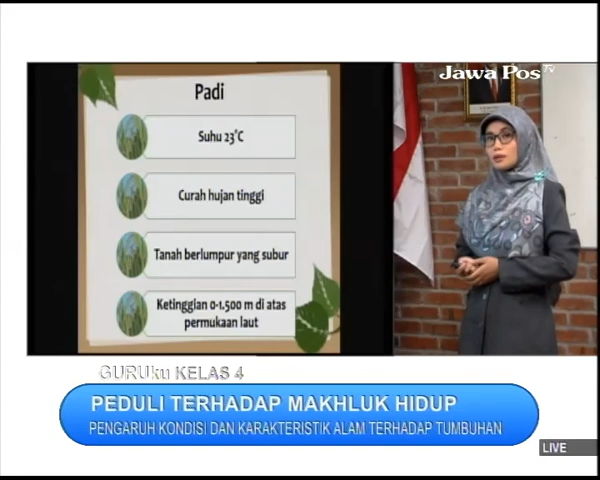 Jawa Pos TV
Padi
Suhu 23°C
Curah hujan tinggi
Tanah berlumpur yang subur
Ketinggian 0-1.500 m di atas
permukaan laut
GURUku KELAS 4
PEDULI TERHADAP MAKHLUK HIDUP
PENGARUH KONDISI DAN KARAKTERISTIK ALAM TERHADAP TUMBUHAN
LIVE